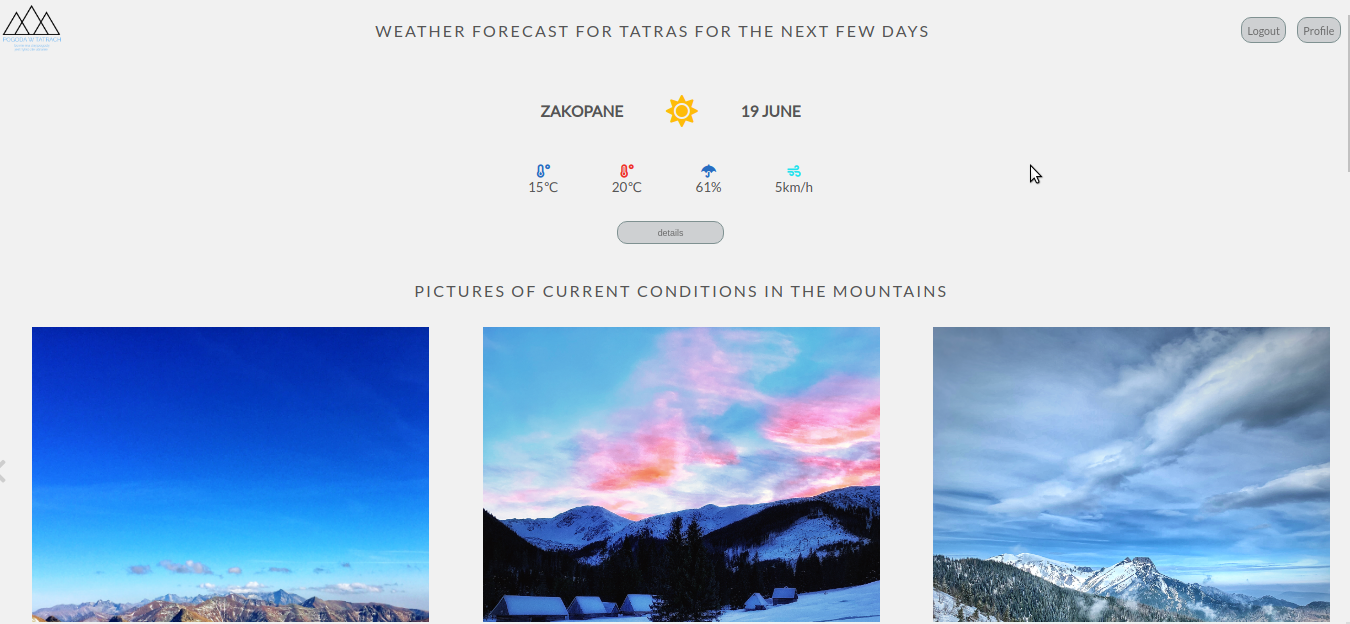 POGODA W TATRACH
WEATHER FORECAST FOR TATRAS FOR THE NEXT FEW DAYS
Logout
Profile
ZAKOPANE
19 JUNE
15°C
20°C
61%
5km/h
details
PICTURES OF CURRENT CONDITIONS IN THE MOUNTAINS